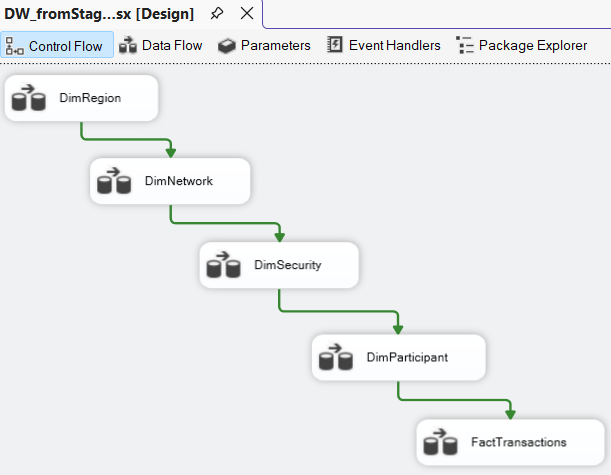 DW_fromStag...sx [Design]
Control Flow Data Flow Parameters Event Handlers Package Explorer
DimRegion
DimNetwork
DimSecurity
DimParticipant
FactTransactions